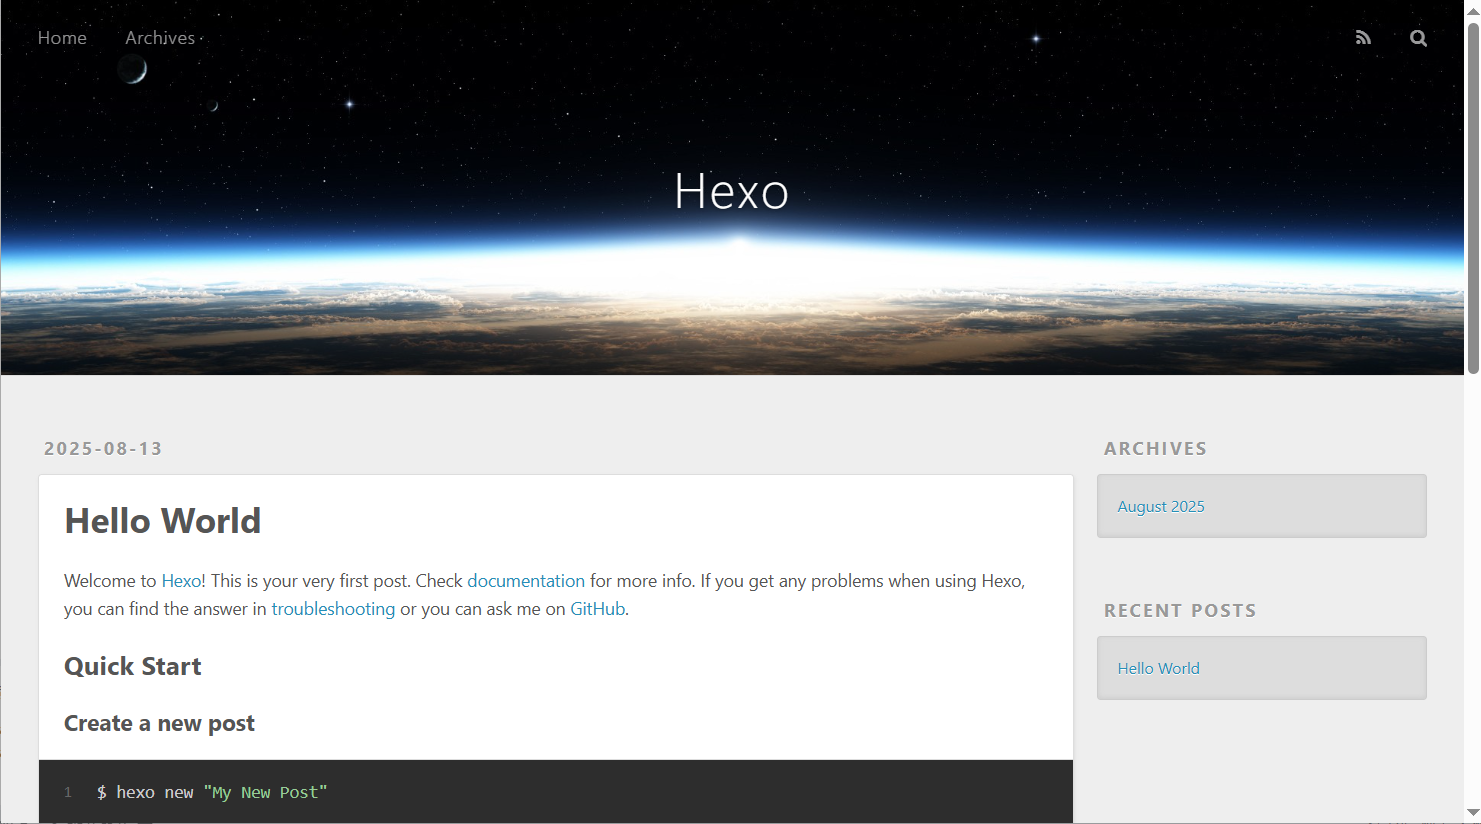 Home Archives
Hexo
2025-08-13
Hello World
Welcome to Hexo! This is your very first post. Check documentation for more info. If you get any problems when using Hexo,
you can find the answer in troubleshooting or you can ask me on GitHub.
Quick Start
Create a new post
1 $ hexo new "My New Post"
ARCHIVES
August 2025
RECENT POSTS
Hello World